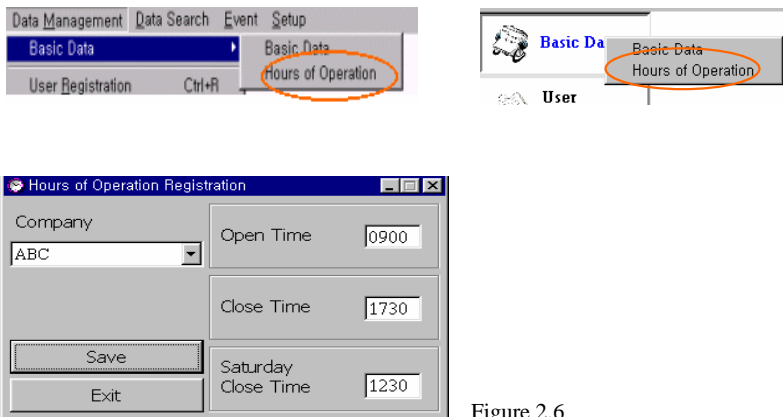 Data Management Data Search Event Setup
Basic Data
Basic Data
User Registration Ctrl+R
Hours of Operation
Basic Da
Basic Data
Hours of Operation
User
Hours of Operation Registration
Company
ABC
Open Time 0900
Close Time 1730
Save
Exit
Saturday
Close Time 1230
Figure 2.6